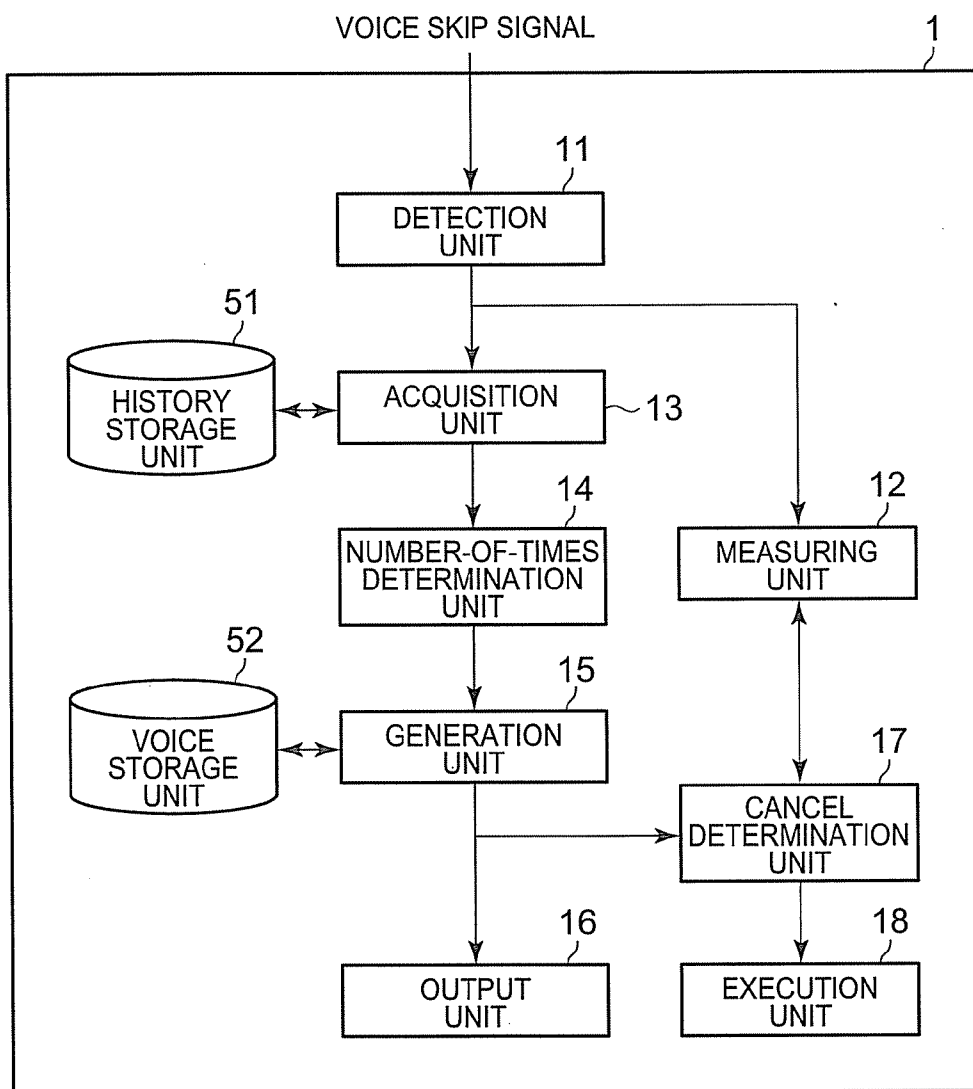 VOICE SKIP SIGNAL
1
11
DETECTION
UNIT
51
HISTORY
STORAGE
UNIT
ACQUISITION
UNIT
13
14
NUMBER-OF-TIMES
DETERMINATION
UNIT
12
MEASURING
UNIT
52
VOICE
STORAGE
UNIT
15
GENERATION
UNIT
17
CANCEL
DETERMINATION
UNIT
16
OUTPUT
UNIT
18
EXECUTION
UNIT